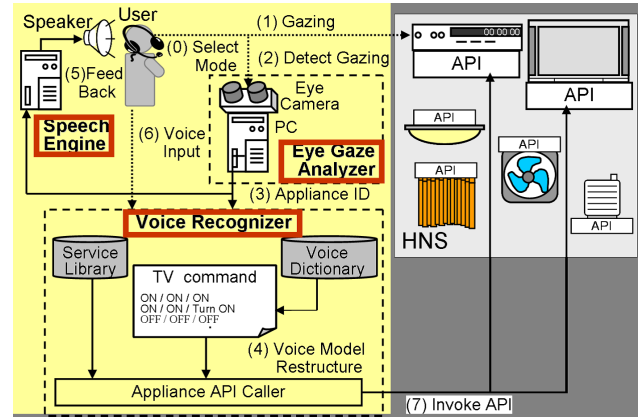 Speaker
User
(1) Gazing
(0) Select
Mode
(2) Detect Gazing
(5)Feed
Back
Eye
Camera
PC
Speech
Engine
(6) Voice
Input
Eye Gaze
Analyzer
(3) Appliance ID
Voice Recognizer
Service
Library
Voice
Dictionary
TV command
ON / ON / ON
ON / ON / Turn ON
OFF / OFF / OFF
(4) Voice Model
Restructure
Appliance API Caller
(7) Invoke API
00 00 00
API
API
API
API
API
API
HNS